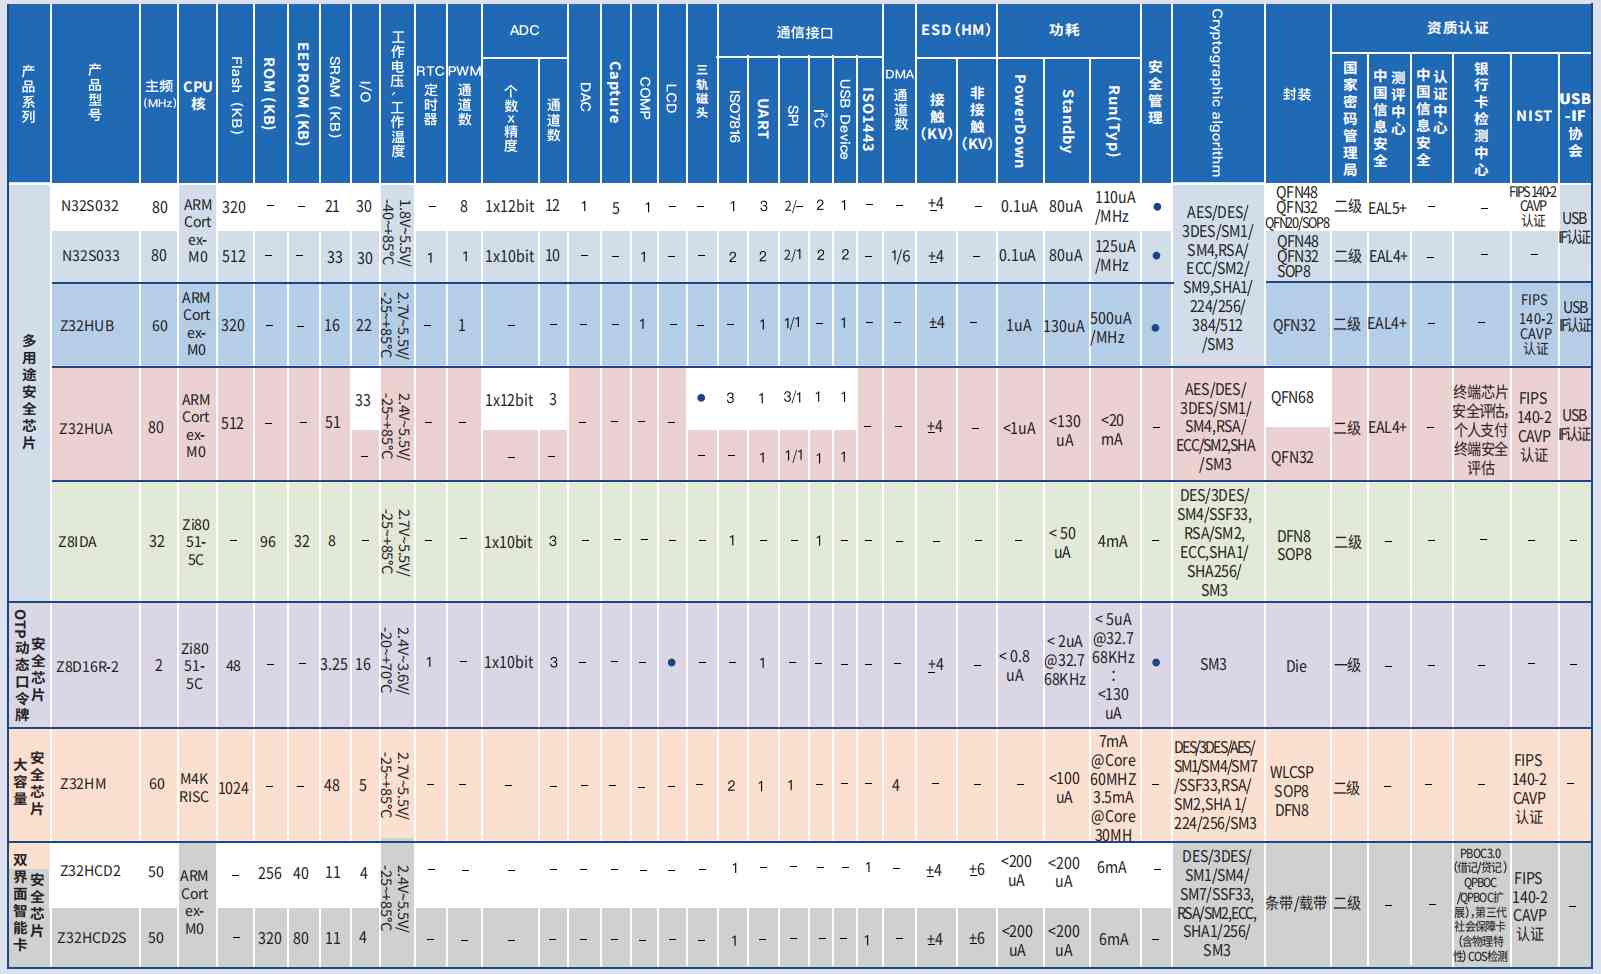 产品系列 产品型号 主频(MHz) CPU核 Flash (KB) ROM (KB) EEPROM (KB) SRAM (KB) I/O 工作电压、工作温度 RTC定时器 PWM通道数 ADC 个数x精度 通道数 DAC Capture COMP LCD 三轨磁头 通信接口 ISO7816 UART SPI I²C USB Device ISO1443 DMA通道数 ESD (HM) 接触(KV) 非接触(KV) 功耗 PowerDown Standby Run(Typ) 安全管理 Cryptographic algorithm 封装 资质认证 国家密码管理局 中国信息安全测评中心 中国信息安全认证中心 银行卡检测中心 NIST USB-IF协会
多用途安全芯片
N32S032 80 ARM Cortex-M0 320 – – 21 30 1.8V~5.5V/-40~+85℃ – 8 1x12bit 12 1 5 1 – – 1 3 2/– 2 1 – – ±4 – 0.1uA 80uA 110uA/MHz ● AES/DES/3DES/SM1/SM4,RSA/ECC/SM2/SM9,SHA1/224/256/384/512/SM3 QFN48 QFN32 QFN20/SOP8 二级 EAL5+ – – FIPS 140-2 CAVP 认证 USB IF认证
N32S033 80 512 – – 33 30 1 1 1x10bit 10 – – 1 – – 2 2 2/1 2 2 – 1/6 ±4 – 0.1uA 80uA 125uA/MHz ● QFN48 QFN32 SOP8 二级 EAL4+ – – –
Z32HUB 60 ARM Cortex-M0 320 – – 16 22 2.7V~5.5V/-25~+85℃ – 1 – – – – 1 – – – 1 1/1 – 1 – – ±4 – 1uA 130uA 500uA/MHz ● QFN32 二级 EAL4+ – – FIPS 140-2 CAVP 认证 USB IF认证
Z32HUA 80 ARM Cortex-M0 512 – – 51 33 2.4V~5.5V/-25~+85℃ – – 1x12bit 3 – – – – ● 3 1 3/1 1 1 – – ±4 – <1uA <130uA <20mA – AES/DES/3DES/SM1/SM4,RSA/ECC/SM2,SHA/SM3 QFN68 二级 EAL4+ – 终端芯片安全评估,个人支付终端安全评估 FIPS 140-2 CAVP 认证 USB IF认证
– – – – – 1 1/1 1 1 QFN32
Z8IDA 32 Zi8051-5C – 96 32 8 – 2.7V~5.5V/-25~+85℃ – – 1x10bit 3 – – – – – 1 – – 1 – – – – – – < 50uA 4mA – DES/3DES/SM4/SSF33,RSA/SM2,ECC,SHA1/SHA256/SM3 DFN8 SOP8 二级 – – – – –
OTP动态口令牌安全芯片
Z8D16R-2 2 Zi8051-5C 48 – – 3.25 16 2.4V~3.6V/-20~+70℃ 1 – 1x10bit 3 – – – ● – – 1 – – – – – ±4 – < 0.8uA < 2uA @32.768KHz < 5uA @32.768KHz : <130uA ● SM3 Die 一级 – – – – –
大容量安全芯片
Z32HM 60 M4K RISC 1024 – – 48 5 2.7V~5.5V/-25~+85℃ – – – – – – – – – 2 1 1 – – – 4 – – – <100uA 7mA @Core 60MHZ 3.5mA @Core 30MH – DES/3DES/AES/SM1/SM4/SM7/SSF33,RSA/SM2,SHA 1/224/256/SM3 WLCSP SOP8 DFN8 二级 – – – FIPS 140-2 CAVP 认证 –
双界面智能卡安全芯片
Z32HCD2 50 ARM Cortex-M0 – 256 40 11 4 2.4V~5.5V/-25~+85℃ – – – – – – – – – 1 – – – – 1 – ±4 ±6 <200uA <200uA 6mA – DES/3DES/SM1/SM4/SM7/SSF33,RSA/SM2,ECC,SHA1/256/SM3 条带/载带 二级 – – PBOC3.0(借记/贷记) QPBOC/QPBOC扩展),第三代社会保障卡(含物理特性) COS检测 FIPS 140-2 CAVP 认证 –
Z32HCD2S 50 – 320 80 11 4 – – – – – – – – – 1 – – – – 1 – ±4 ±6 <200uA <200uA 6mA –